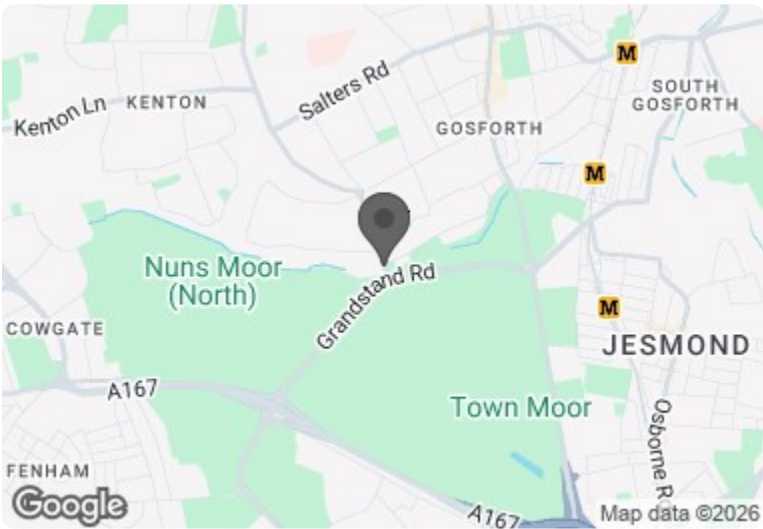 M
SOUTH
GOSFORTH
Salters Rd
Kenton Ln
KENTON
GOSFORTH
M
Nuns Moor
(North)
Grandstand Rd
M
COWGATE
JESMOND
A167
Town Moor
Osborne R
FENHAM
Google
A167
Map data ©2026